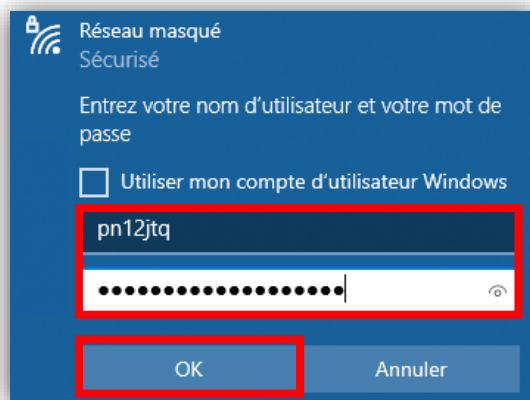 Réseau masqué
Sécurisé
Entrez votre nom d'utilisateur et votre mot de
passe
Utiliser mon compte d'utilisateur Windows
pn12jtq
●●●●●●●●●●●●●●●●●●●
OK Annuler